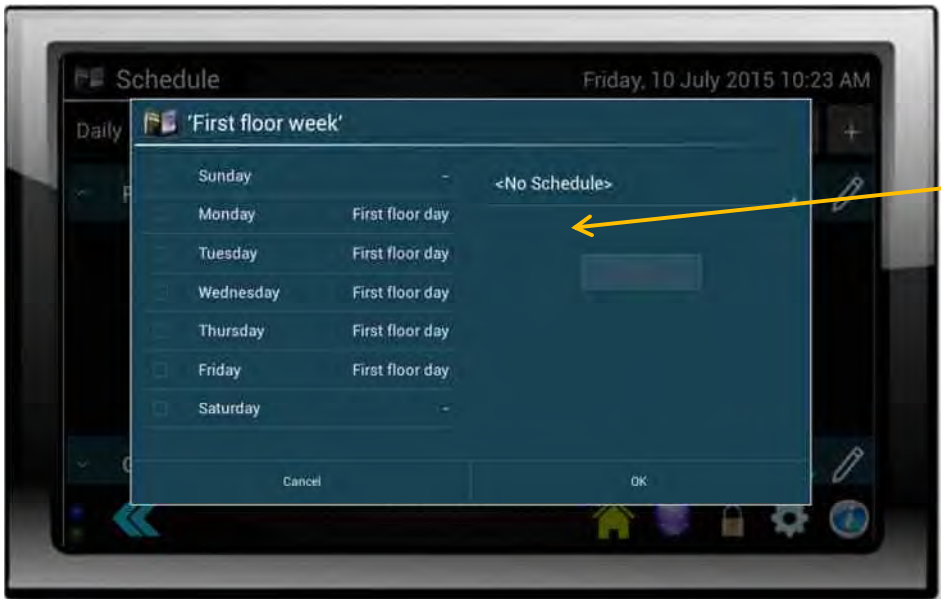 Schedule Friday, 10 July 2015 10:23 AM
Daily +
'First floor week'
<No Schedule>
Sunday -
Monday First floor day
Tuesday First floor day
Wednesday First floor day
Thursday First floor day
Friday First floor day
Saturday -
Cancel OK